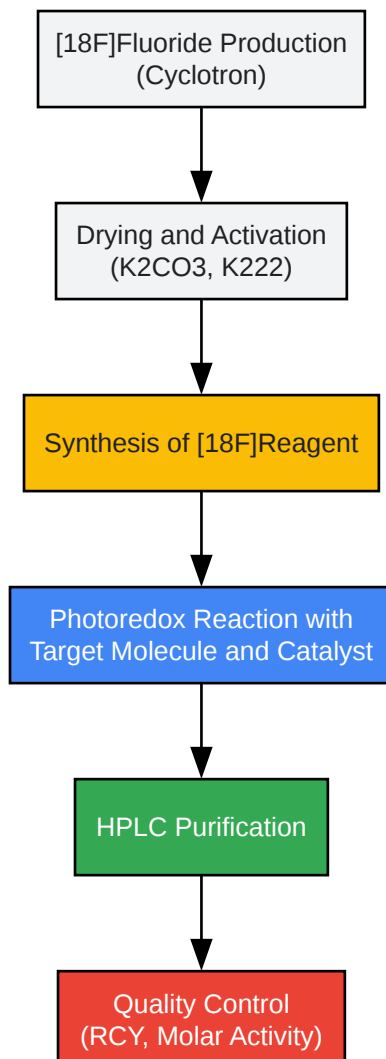 [18F]Fluoride Production
(Cyclotron)
Drying and Activation
(K2CO3, K222)
Synthesis of [18F]Reagent
Photoredox Reaction with
Target Molecule and Catalyst
HPLC Purification
Quality Control
(RCY, Molar Activity)